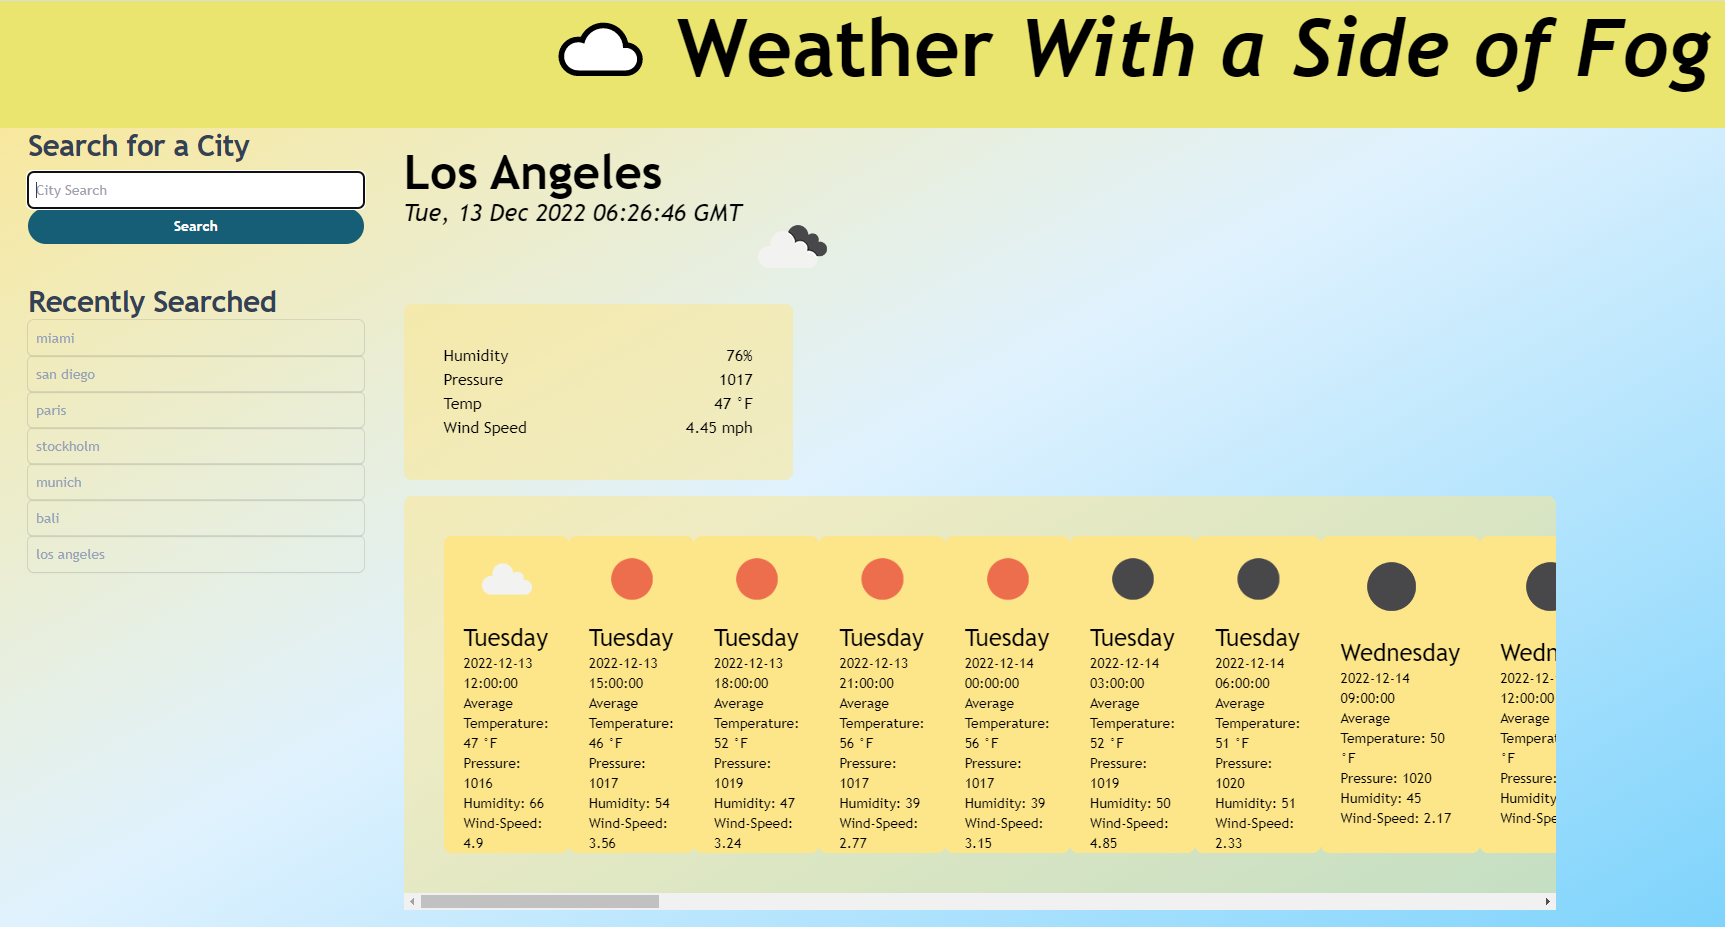 Weather With a Side of Fog
Search for a City
City Search
Search
Recently Searched
miami
san diego
paris
stockholm
munich
bali
los angeles
Los Angeles
Tue, 13 Dec 2022 06:26:46 GMT
Humidity 76%
Pressure 1017
Temp 47 °F
Wind Speed 4.45 mph
Tuesday
2022-12-13
12:00:00
Average
Temperature:
47 °F
Pressure:
1016
Humidity: 66
Wind-Speed:
4.9
Tuesday
2022-12-13
15:00:00
Average
Temperature:
46 °F
Pressure:
1017
Humidity: 54
Wind-Speed:
3.56
Tuesday
2022-12-13
18:00:00
Average
Temperature:
52 °F
Pressure:
1019
Humidity: 47
Wind-Speed:
3.24
Tuesday
2022-12-13
21:00:00
Average
Temperature:
56 °F
Pressure:
1017
Humidity: 39
Wind-Speed:
2.77
Tuesday
2022-12-14
00:00:00
Average
Temperature:
56 °F
Pressure:
1017
Humidity: 39
Wind-Speed:
3.15
Tuesday
2022-12-14
03:00:00
Average
Temperature:
52 °F
Pressure:
1019
Humidity: 50
Wind-Speed:
4.85
Tuesday
2022-12-14
06:00:00
Average
Temperature:
51 °F
Pressure:
1020
Humidity: 51
Wind-Speed:
2.33
Wednesday
2022-12-14
09:00:00
Average
Temperature: 50
°F
Pressure: 1020
Humidity: 45
Wind-Speed: 2.17
Wedn
2022-12-
12:00:00
Average
Tempera
°F
Pressure:
Humidity
Wind-Spe